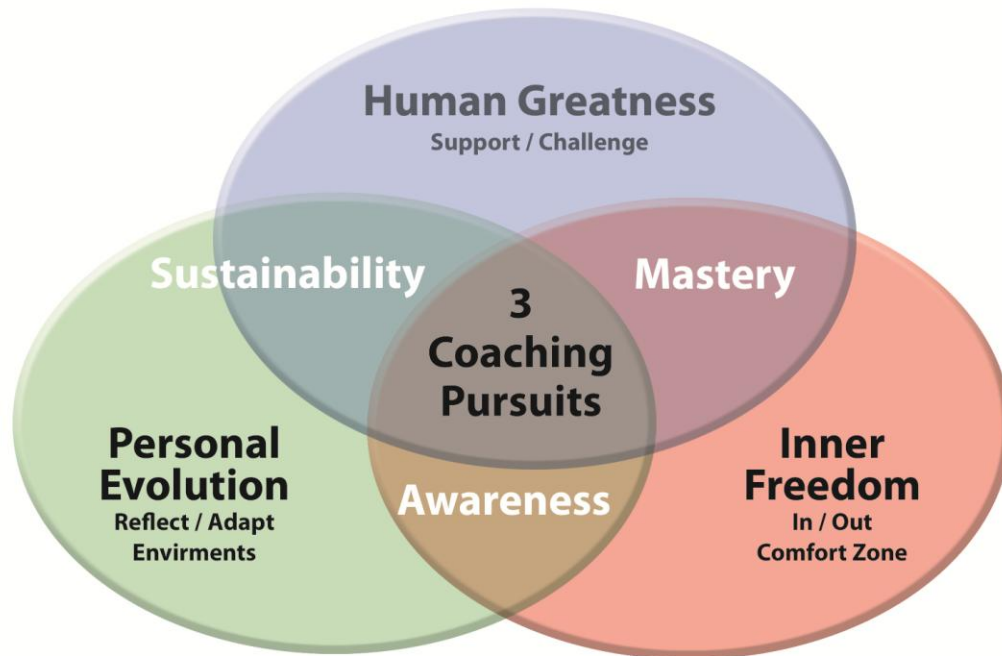 Human Greatness
Support / Challenge
Sustainability
Mastery
3
Coaching
Pursuits
Personal
Evolution
Reflect / Adapt
Envirments
Awareness
Inner
Freedom
In / Out
Comfort Zone